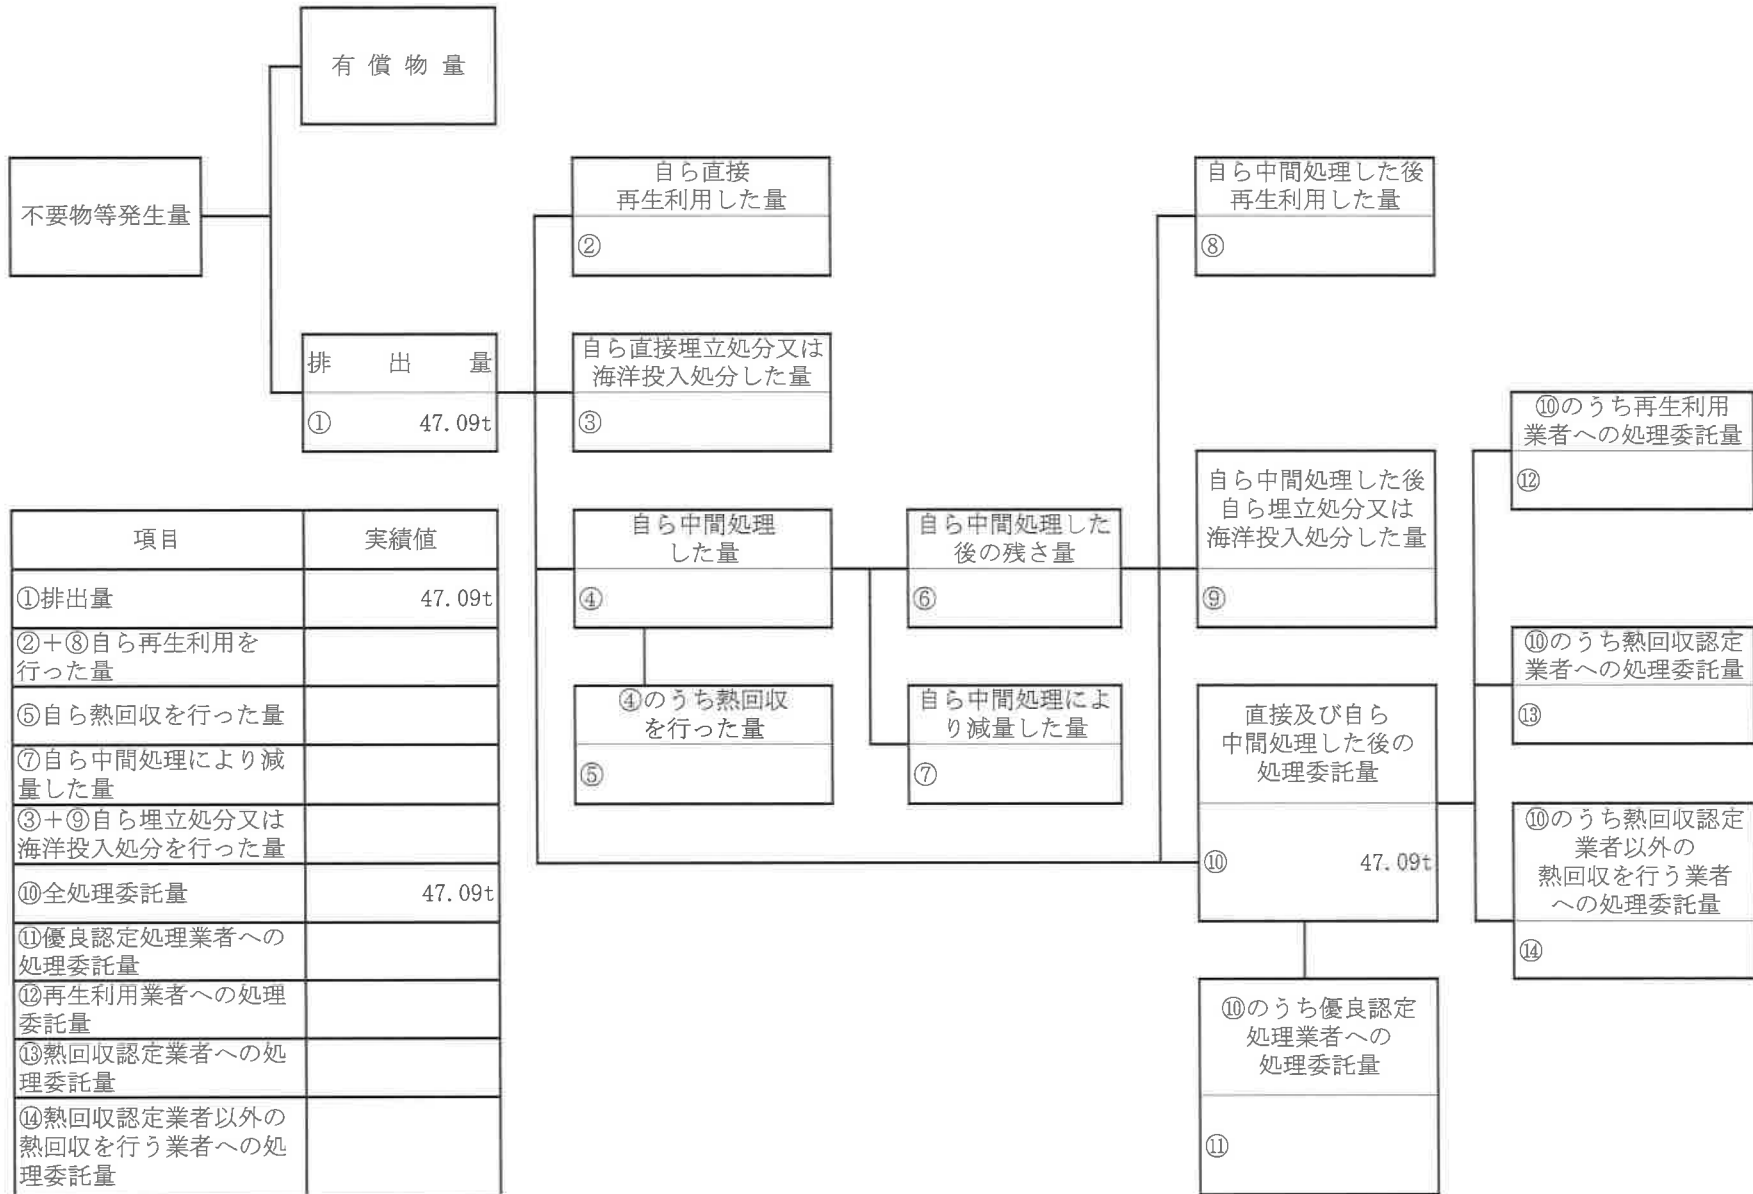 有償物量
不要物等発生量
排出量
① 47.09t
自ら直接
再生利用した量
②
自ら直接埋立処分又は
海洋投入処分した量
③
自ら中間処理
した量
④
④のうち熱回収
を行った量
⑤
自ら中間処理した
後の残さ量
⑥
自ら中間処理によ
り減量した量
⑦
自ら中間処理した後
再生利用した量
⑧
自ら中間処理した後
自ら埋立処分又は
海洋投入処分した量
⑨
直接及び自ら
中間処理した後の
処理委託量
⑩ 47.09t
⑩のうち優良認定
処理業者への
処理委託量
⑪
⑩のうち再生利用
業者への処理委託量
⑫
⑩のうち熱回収認定
業者への処理委託量
⑬
⑩のうち熱回収認定
業者以外の
熱回収を行う業者
への処理委託量
⑭
項目 実績値
①排出量 47.09t
②+⑧自ら再生利用を
行った量
⑤自ら熱回収を行った量
⑦自ら中間処理により減
量した量
③+⑨自ら埋立処分又は
海洋投入処分を行った量
⑩全処理委託量 47.09t
⑪優良認定処理業者への
処理委託量
⑫再生利用業者への処理
委託量
⑬熱回収認定業者への処
理委託量
⑭熱回収認定業者以外の
熱回収を行う業者への処
理委託量